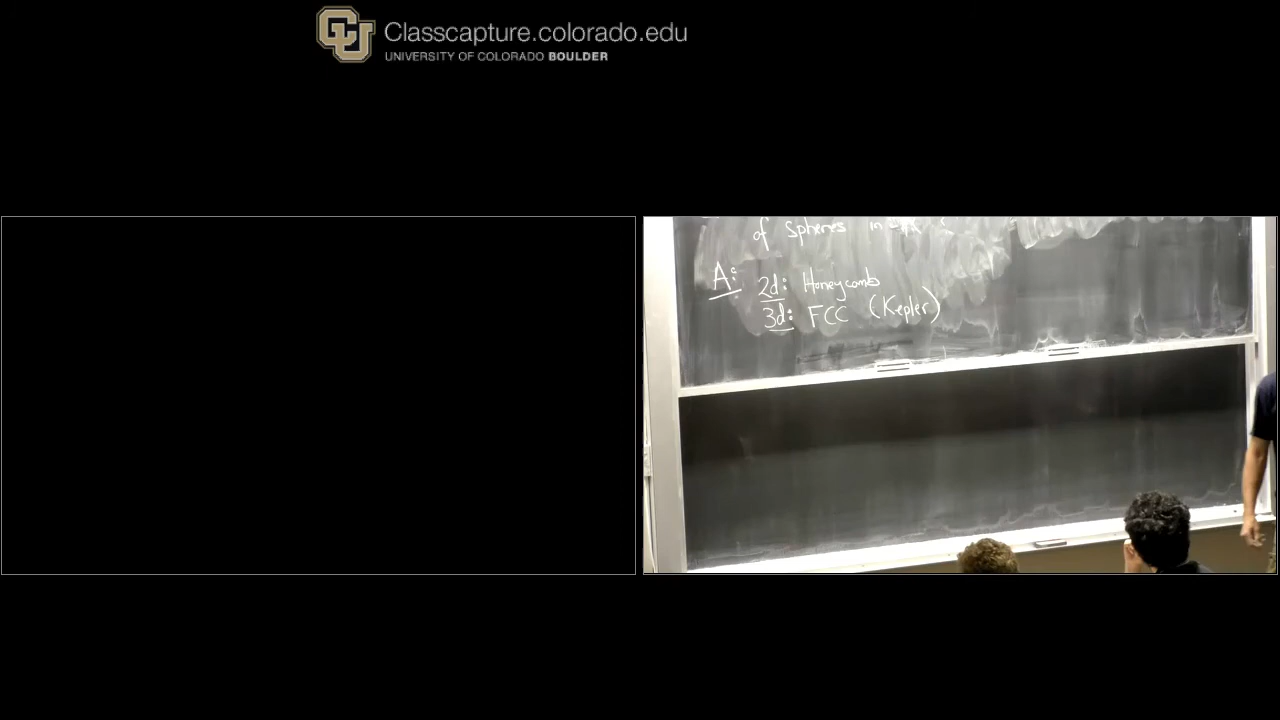 Classcapture.colorado.edu
UNIVERSITY OF COLORADO BOULDER
of Spheres in
A:
2d: Honeycomb
3d: FCC (Kepler)